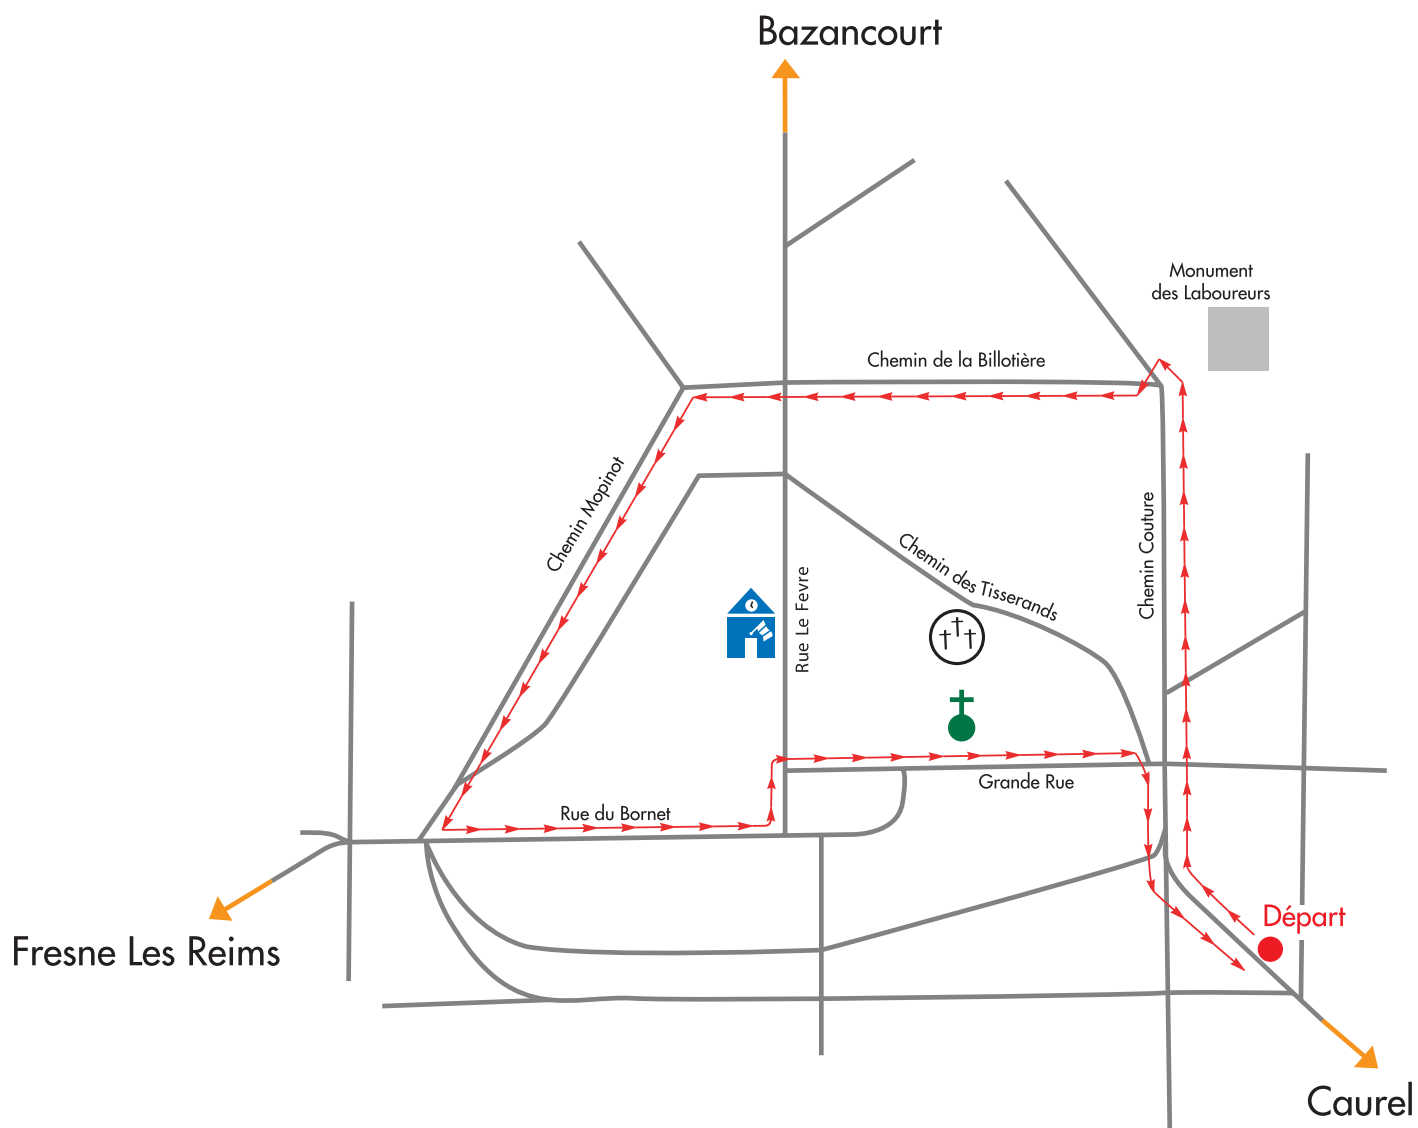 Bazancourt
Monument
des Laboureurs
Chemin de la Billotière
Chemin Mopinot
Chemin Couture
Chemin des Tisserands
Rue Le Fevre
Grande Rue
Rue du Bornet
Départ
Fresne Les Reims
Caurel